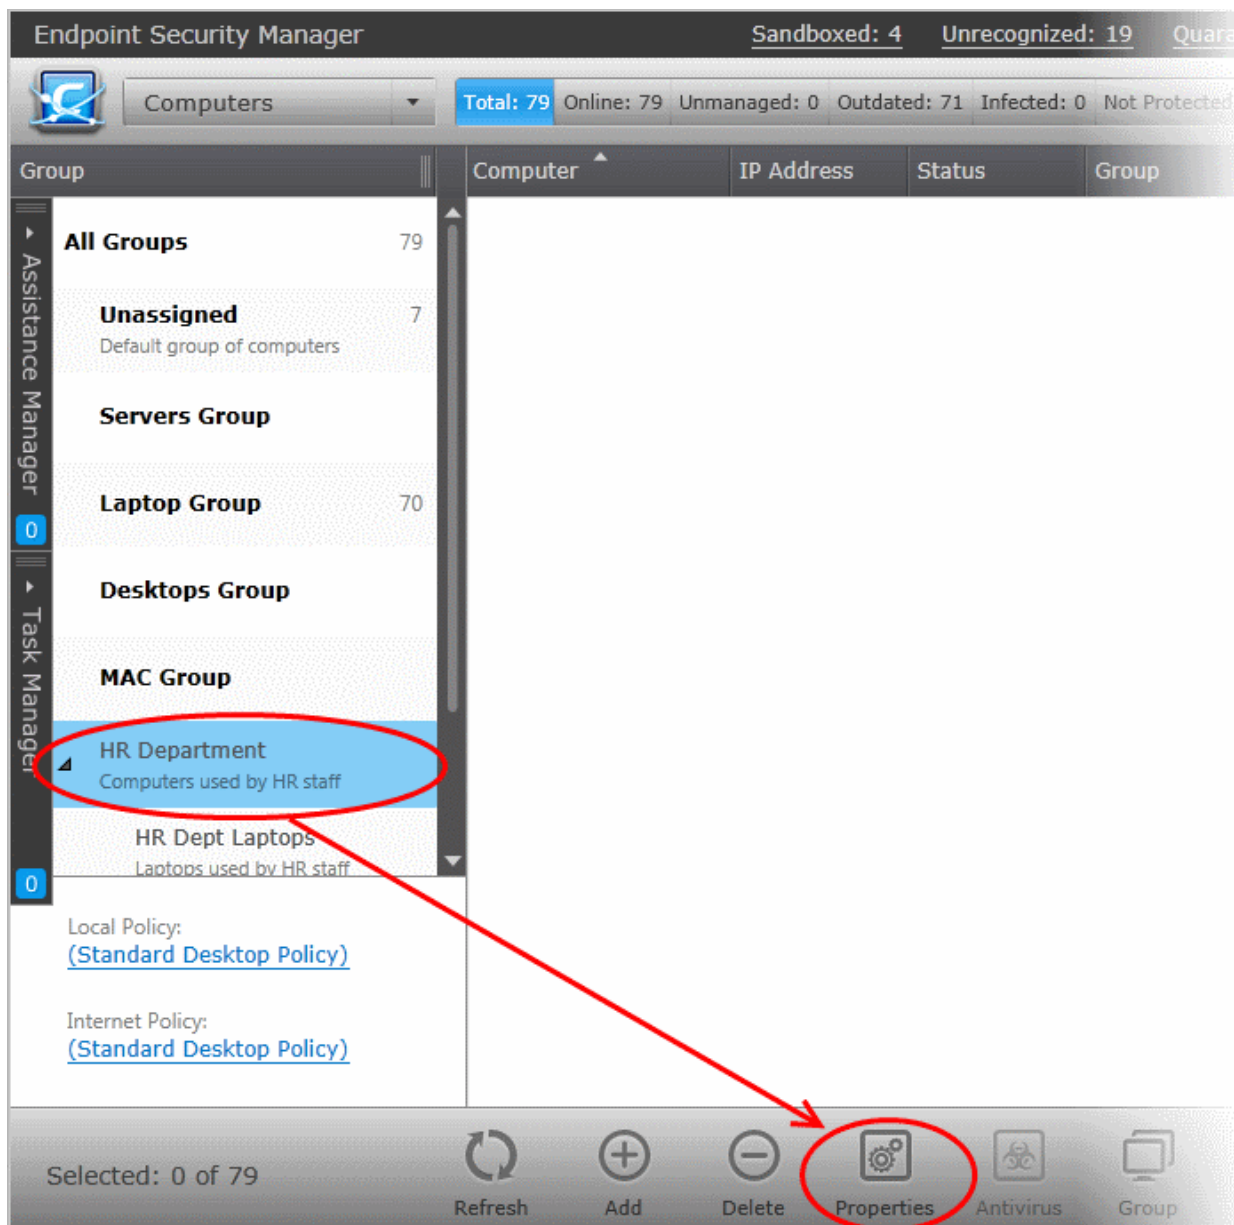 Endpoint Security Manager Sandboxed: 4 Unrecognized: 19 Quara
Computers Total: 79 Online: 79 Unmanaged: 0 Outdated: 71 Infected: 0 Not Protected
Group Computer IP Address Status Group
Assistance Manager
0
Task Manager
0
All Groups 79
Unassigned 7
Default group of computers
Servers Group
Laptop Group 70
Desktops Group
MAC Group
HR Department
Computers used by HR staff
HR Dept Laptops
Laptops used by HR staff
Local Policy:
(Standard Desktop Policy)
Internet Policy:
(Standard Desktop Policy)
Selected: 0 of 79
Refresh Add Delete Properties Antivirus Group